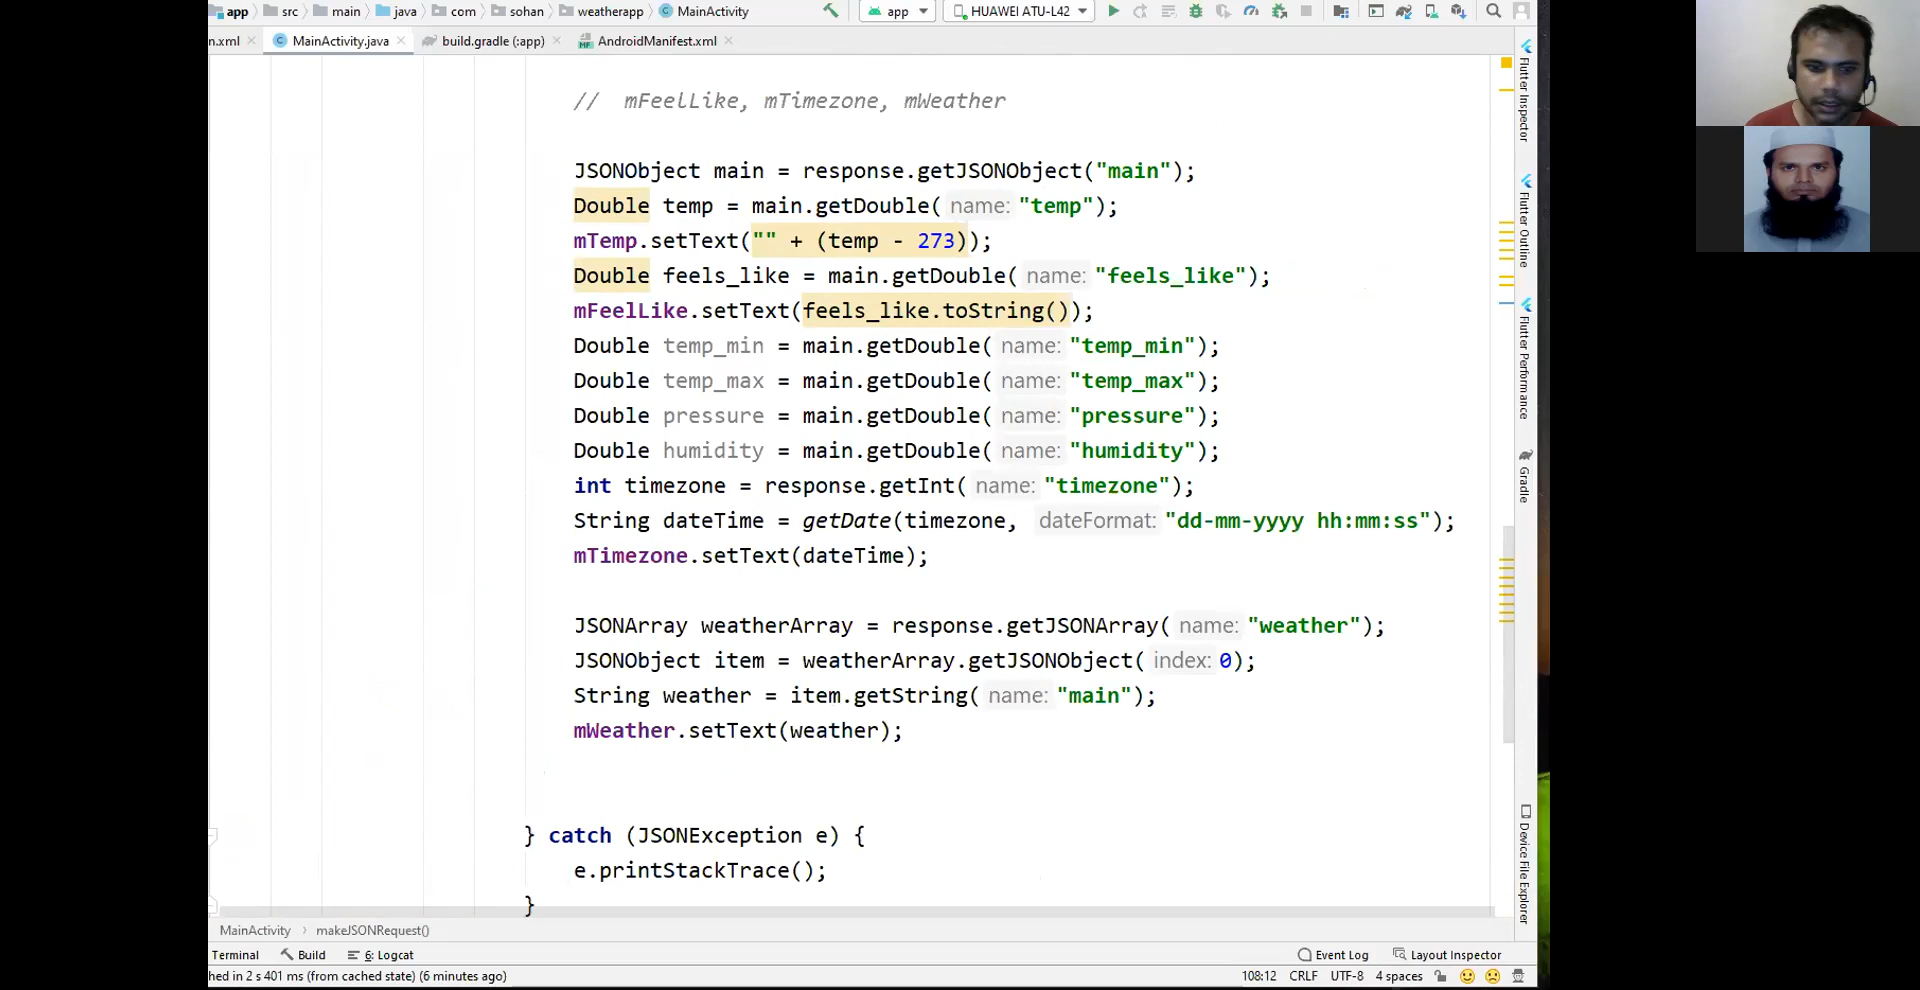 app src main java com sohan weatherapp MainActivity app HUAWEI ATU-L42
n.xml MainActivity.java build.gradle (:app) AndroidManifest.xml
// mFeelLike, mTimezone, mWeather
JSONObject main = response.getJSONObject("main");
Double temp = main.getDouble( name: "temp");
mTemp.setText("" + (temp - 273));
Double feels_like = main.getDouble( name: "feels_like");
mFeelLike.setText(feels_like.toString());
Double temp_min = main.getDouble( name: "temp_min");
Double temp_max = main.getDouble( name: "temp_max");
Double pressure = main.getDouble( name: "pressure");
Double humidity = main.getDouble( name: "humidity");
int timezone = response.getInt( name: "timezone");
String dateTime = getDate(timezone, dateFormat: "dd-mm-yyyy hh:mm:ss");
mTimezone.setText(dateTime);
JSONArray weatherArray = response.getJSONArray( name: "weather");
JSONObject item = weatherArray.getJSONObject( index: 0);
String weather = item.getString( name: "main");
mWeather.setText(weather);
} catch (JSONException e) {
e.printStackTrace();
}
MainActivity makeJSONRequest()
Terminal Build 6: Logcat Event Log Layout Inspector
hed in 2 s 401 ms (from cached state) (6 minutes ago) 108:12 CRLF UTF-8 4 spaces
Flutter Inspector
Flutter Outline
Flutter Performance
Gradle
Device File Explorer